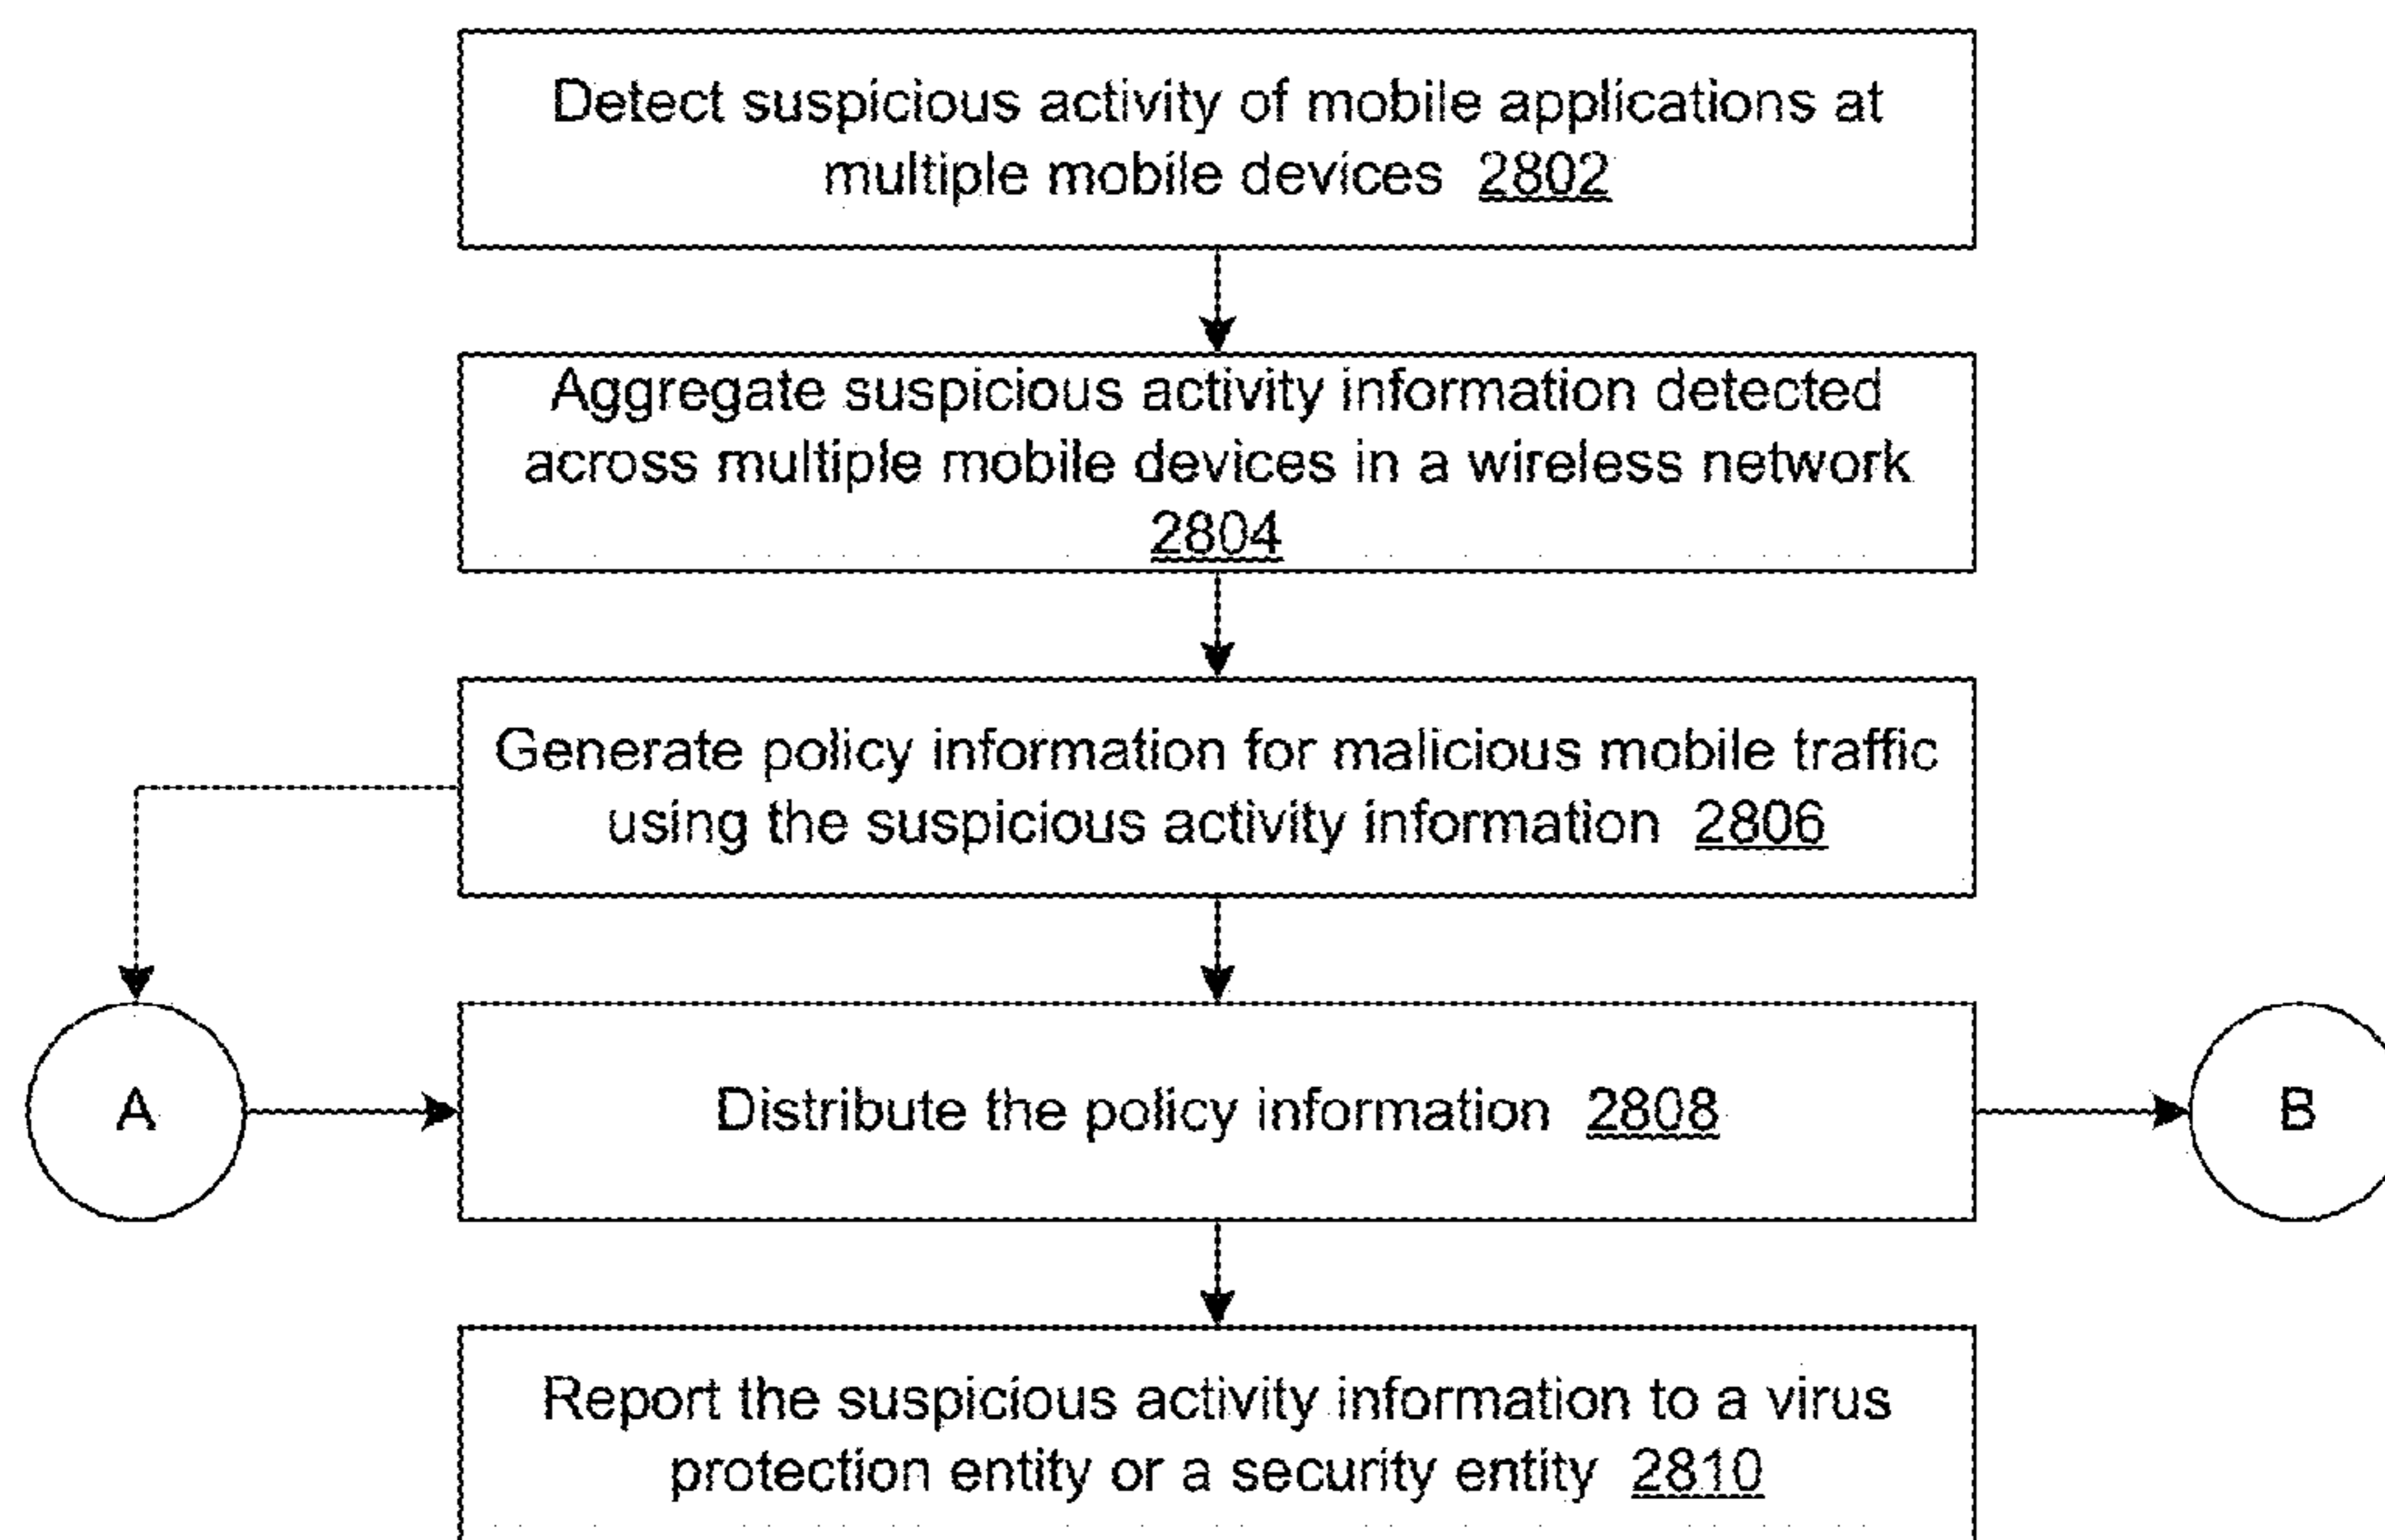 Detect suspicious activity of mobile applications at
multiple mobile devices 2802
Aggregate suspicious activity information detected
across multiple mobile devices in a wireless network
2804
Generate policy information for malicious mobile traffic
using the suspicious activity information 2806
A
Distribute the policy information 2808
B
Report the suspicious activity information to a virus
protection entity or a security entity 2810